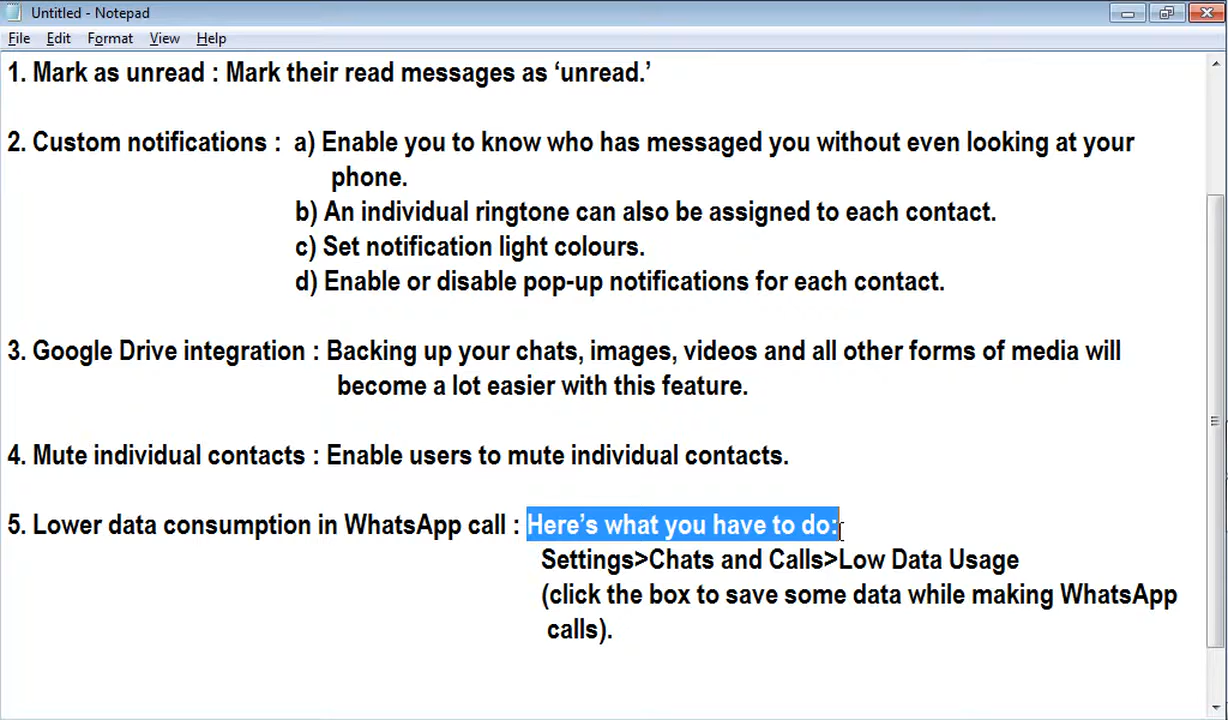 Untitled - Notepad
File Edit Format View Help
1. Mark as unread : Mark their read messages as ‘unread.’
2. Custom notifications : a) Enable you to know who has messaged you without even looking at your
phone.
b) An individual ringtone can also be assigned to each contact.
c) Set notification light colours.
d) Enable or disable pop-up notifications for each contact.
3. Google Drive integration : Backing up your chats, images, videos and all other forms of media will
become a lot easier with this feature.
4. Mute individual contacts : Enable users to mute individual contacts.
5. Lower data consumption in WhatsApp call : Here’s what you have to do:
Settings>Chats and Calls>Low Data Usage
(click the box to save some data while making WhatsApp
calls).